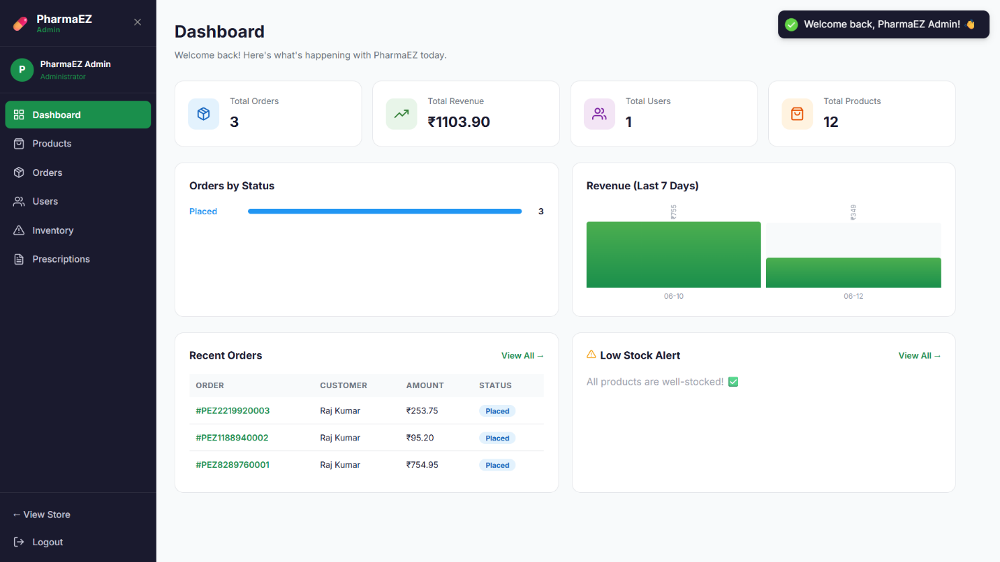 PharmaEZ
Admin
P
PharmaEZ Admin
Administrator
Dashboard
Products
Orders
Users
Inventory
Prescriptions
← View Store
Logout
Dashboard
Welcome back! Here's what's happening with PharmaEZ today.
Welcome back, PharmaEZ Admin! 👋
Total Orders
3
Total Revenue
₹1103.90
Total Users
1
Total Products
12
Orders by Status
Placed 3
Revenue (Last 7 Days)
₹755 ₹349
06-10 06-12
Recent Orders View All →
ORDER CUSTOMER AMOUNT STATUS
#PEZ2219920003 Raj Kumar ₹253.75 Placed
#PEZ1188940002 Raj Kumar ₹95.20 Placed
#PEZ8289760001 Raj Kumar ₹754.95 Placed
Low Stock Alert View All →
All products are well-stocked! ✅